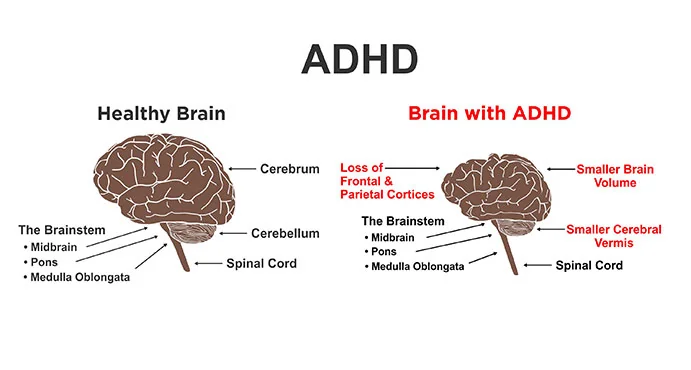 ADHD
Healthy Brain
Cerebrum
The Brainstem
• Midbrain
• Pons
• Medulla Oblongata
Cerebellum
Spinal Cord
Brain with ADHD
Loss of
Frontal &
Parietal Cortices
Smaller Brain
Volume
The Brainstem
• Midbrain
• Pons
• Medulla Oblongata
Smaller Cerebral
Vermis
Spinal Cord